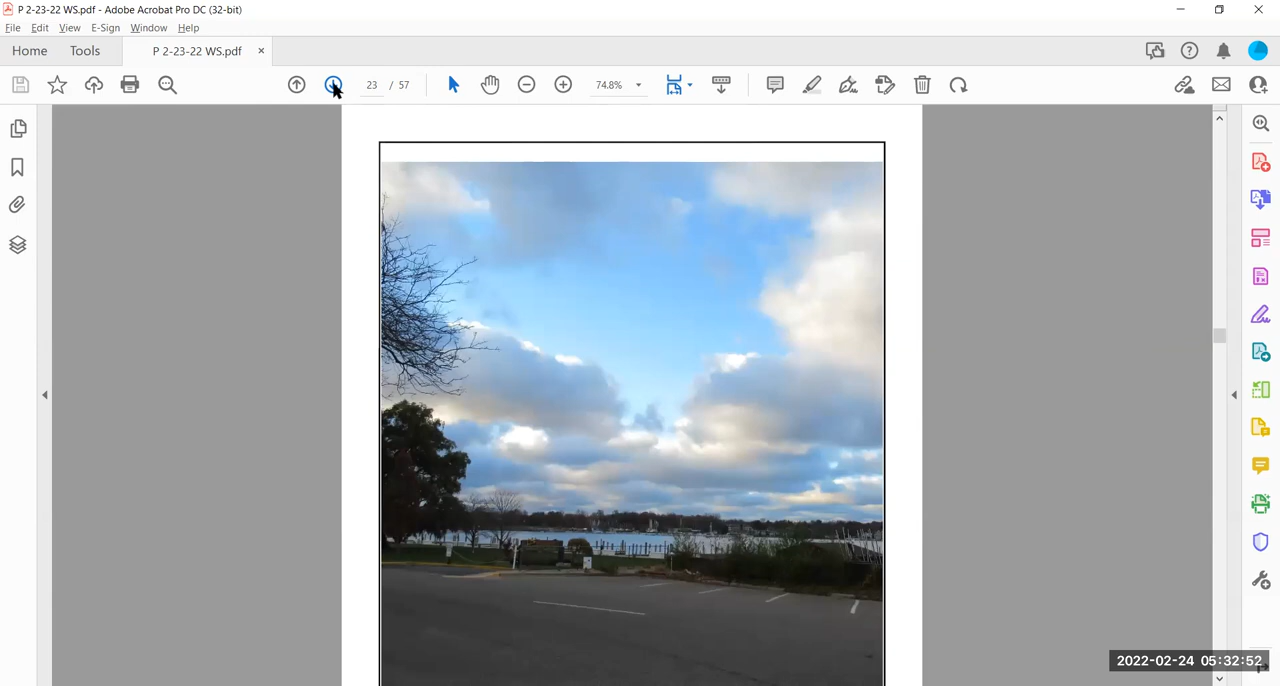 P 2-23-22 WS.pdf - Adobe Acrobat Pro DC (32-bit)
File Edit View E-Sign Window Help
Home Tools P 2-23-22 WS.pdf ×
23 / 57 74.8%
2022-02-24 05:32:52